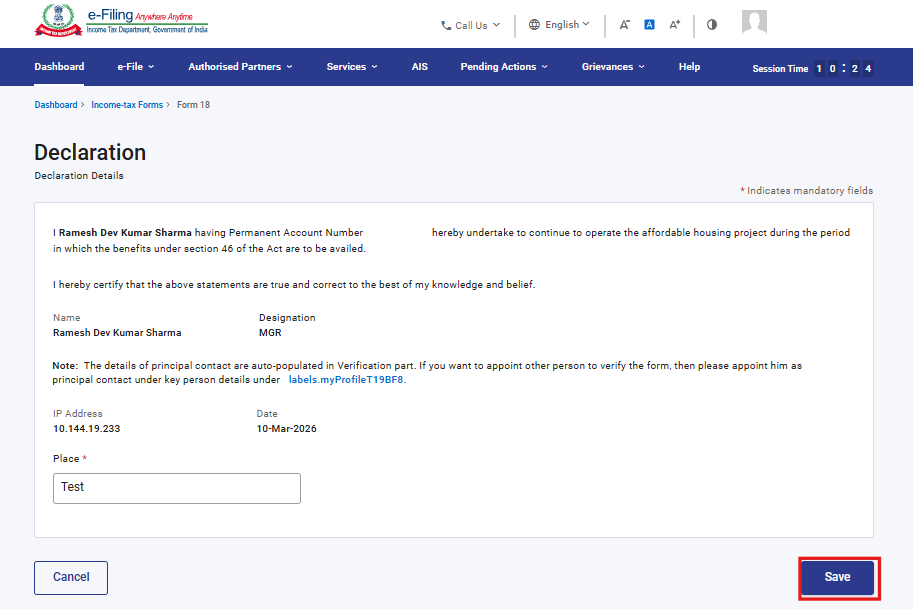 e-Filing Anywhere Anytime
Income Tax Department, Government of India
Call Us
English
A-
A
A+
Dashboard e-File Authorised Partners Services AIS Pending Actions Grievances Help Session Time 1 0 : 2 4
Dashboard > Income-tax Forms > Form 18
Declaration
Declaration Details
* Indicates mandatory fields
I Ramesh Dev Kumar Sharma having Permanent Account Number hereby undertake to continue to operate the affordable housing project during the period
in which the benefits under section 46 of the Act are to be availed.
I hereby certify that the above statements are true and correct to the best of my knowledge and belief.
Name Designation
Ramesh Dev Kumar Sharma MGR
Note: The details of principal contact are auto-populated in Verification part. If you want to appoint other person to verify the form, then please appoint him as
principal contact under key person details under labels.myProfileT19BF8.
IP Address Date
10.144.19.233 10-Mar-2026
Place *
Test
Cancel Save